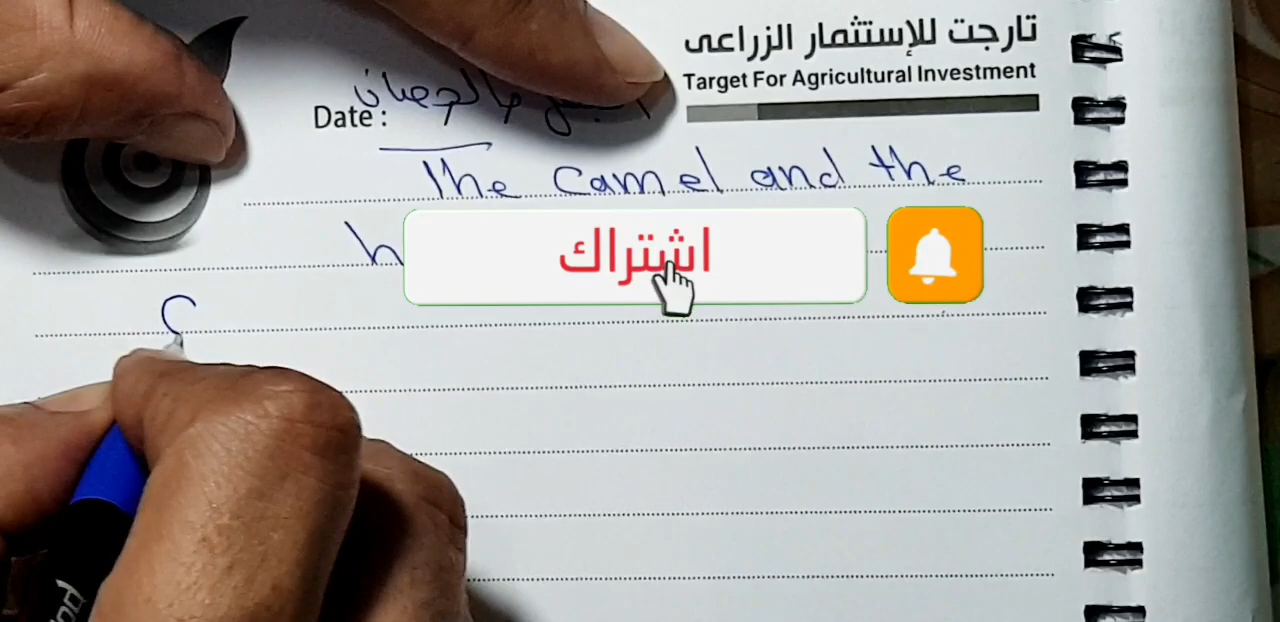 تارجت للإستثمار الزراعى
Target For Agricultural Investment
Date :
The Camel and the
h
اشتراك